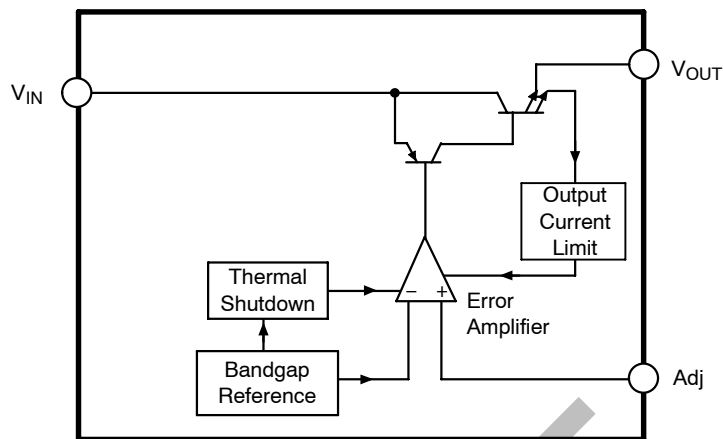 V_IN
V_OUT
Output
Current
Limit
Thermal
Shutdown
− +
Error
Amplifier
Bandgap
Reference
Adj